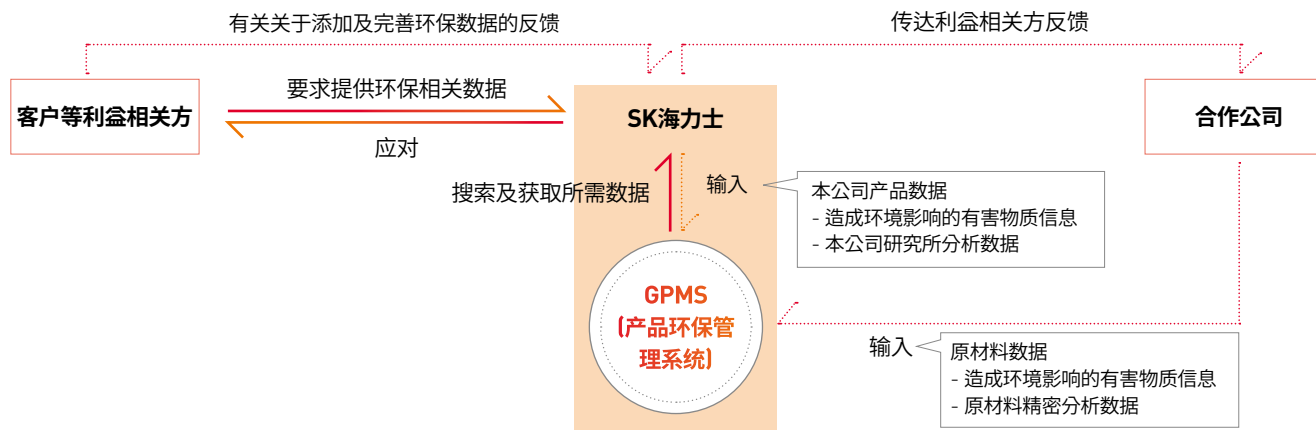 有关关于添加及完善环保数据的反馈
传达利益相关方反馈
客户等利益相关方
要求提供环保相关数据
应对
SK海力士
合作公司
搜索及获取所需数据
输入
本公司产品数据
- 造成环境影响的有害物质信息
- 本公司研究所分析数据
GPMS
(产品环保管
理系统)
输入
原材料数据
- 造成环境影响的有害物质信息
- 原材料精密分析数据